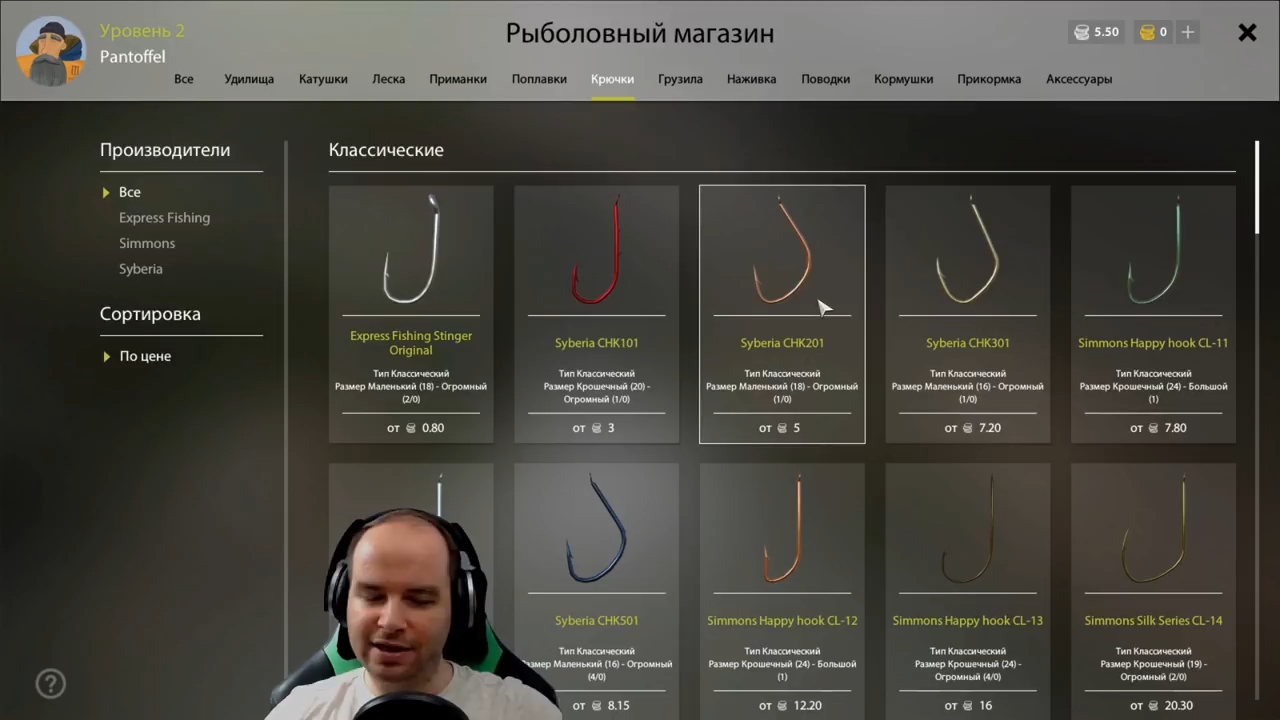 Уровень 2
Pantoffel
Рыболовный магазин
5.50
0
Все
Удилища
Катушки
Леска
Приманки
Поплавки
Крючки
Грузила
Наживка
Поводки
Кормушки
Прикормка
Аксессуары
Производители
Все
Express Fishing
Simmons
Syberia
Сортировка
По цене
Классические
Express Fishing Stinger
Original
Тип Классический
Размер Маленький (18) - Огромный
(2/0)
от 0.80
Syberia CHK101
Тип Классический
Размер Крошечный (20) -
Огромный (1/0)
от 3
Syberia CHK201
Тип Классический
Размер Маленький (18) - Огромный
(1/0)
от 5
Syberia CHK301
Тип Классический
Размер Маленький (16) - Огромный
(1/0)
от 7.20
Simmons Happy hook CL-11
Тип Классический
Размер Крошечный (24) - Большой
(1)
от 7.80
Syberia CHK501
Тип Классический
Размер Маленький (16) - Огромный
(4/0)
от 8.15
Simmons Happy hook CL-12
Тип Классический
Размер Крошечный (24) - Большой
(1)
от 12.20
Simmons Happy hook CL-13
Тип Классический
Размер Крошечный (24) -
Огромный (4/0)
от 16
Simmons Silk Series CL-14
Тип Классический
Размер Крошечный (19) -
Огромный (2/0)
от 20.30